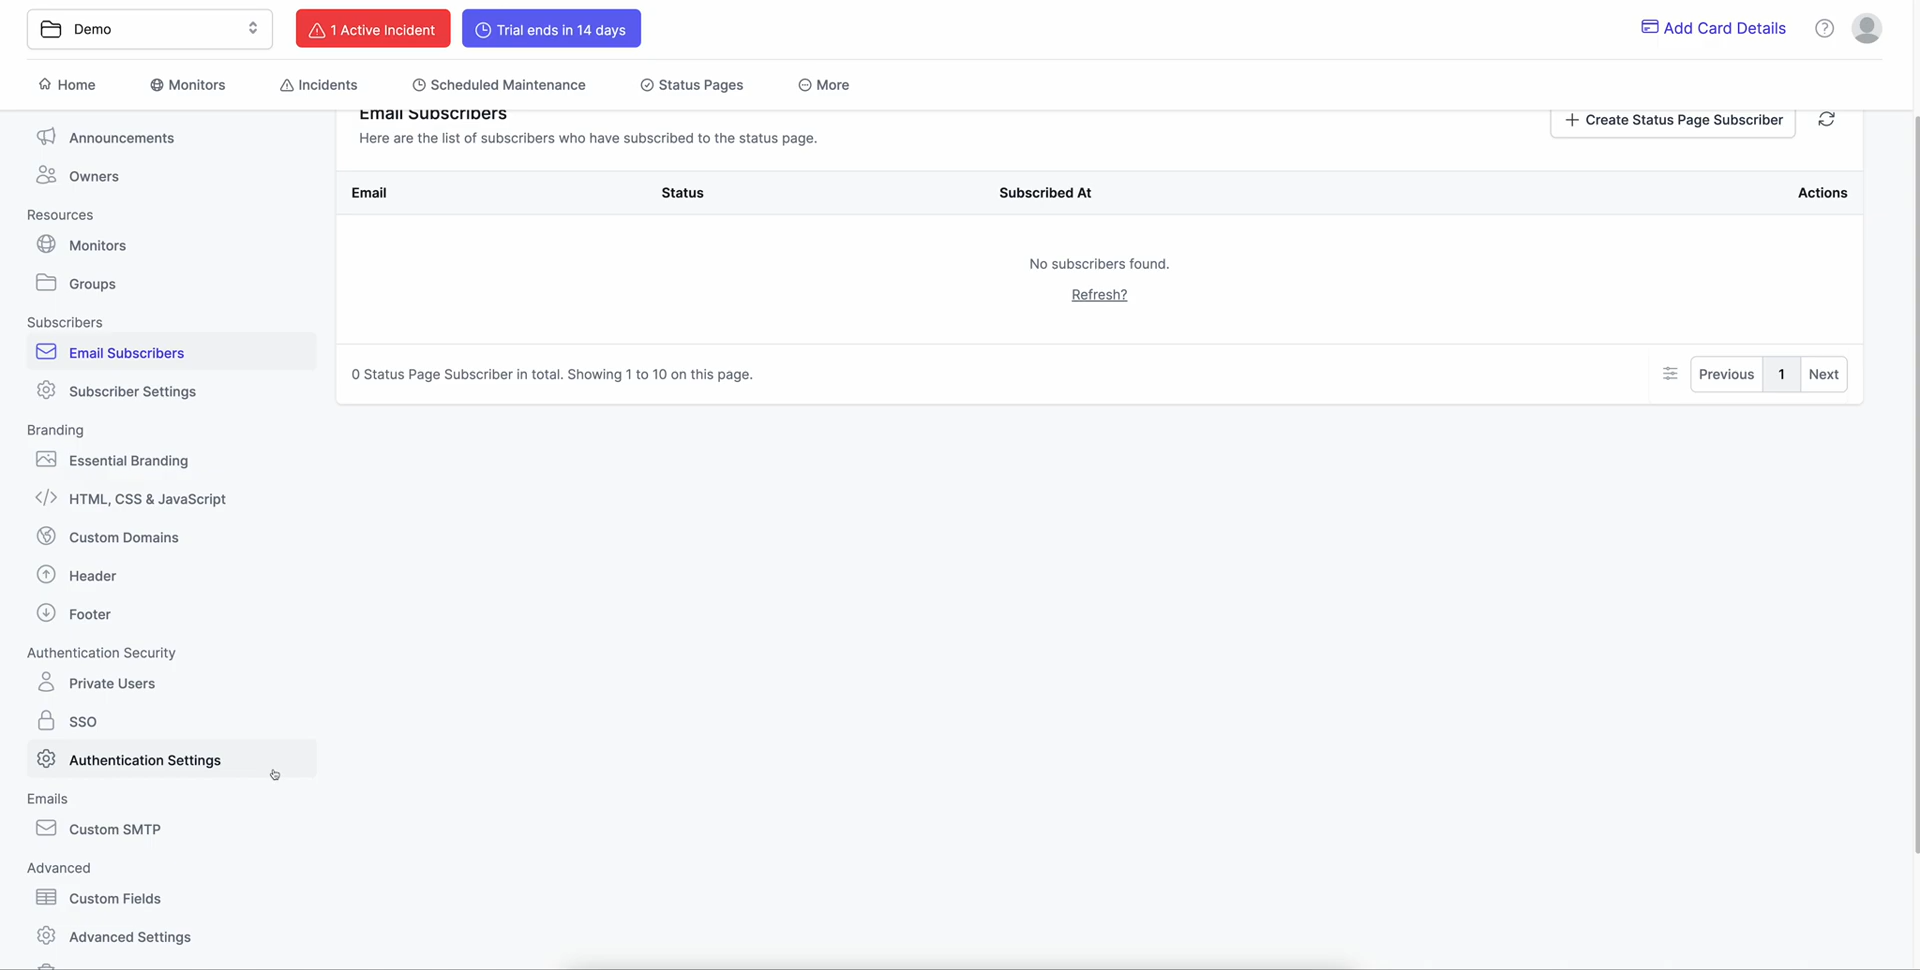 Demo
1 Active Incident
Trial ends in 14 days
Add Card Details
Home
Monitors
Incidents
Scheduled Maintenance
Status Pages
More
Announcements
Owners
Resources
Monitors
Groups
Subscribers
Email Subscribers
Subscriber Settings
Branding
Essential Branding
HTML, CSS & JavaScript
Custom Domains
Header
Footer
Authentication Security
Private Users
SSO
Authentication Settings
Emails
Custom SMTP
Advanced
Custom Fields
Advanced Settings
Email Subscribers
Here are the list of subscribers who have subscribed to the status page.
+ Create Status Page Subscriber
Email Status Subscribed At Actions
No subscribers found.
Refresh?
0 Status Page Subscriber in total. Showing 1 to 10 on this page.
Previous 1 Next